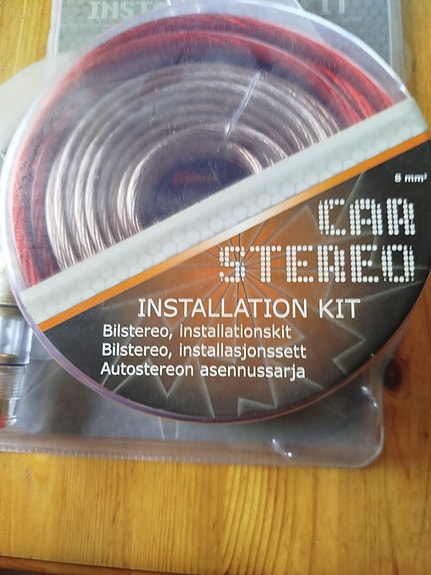 8 mm²
CAR
STEREO
INSTALLATION KIT
Bilstereo, installationskit
Bilstereo, installasjonssett
Autostereon asennussarja